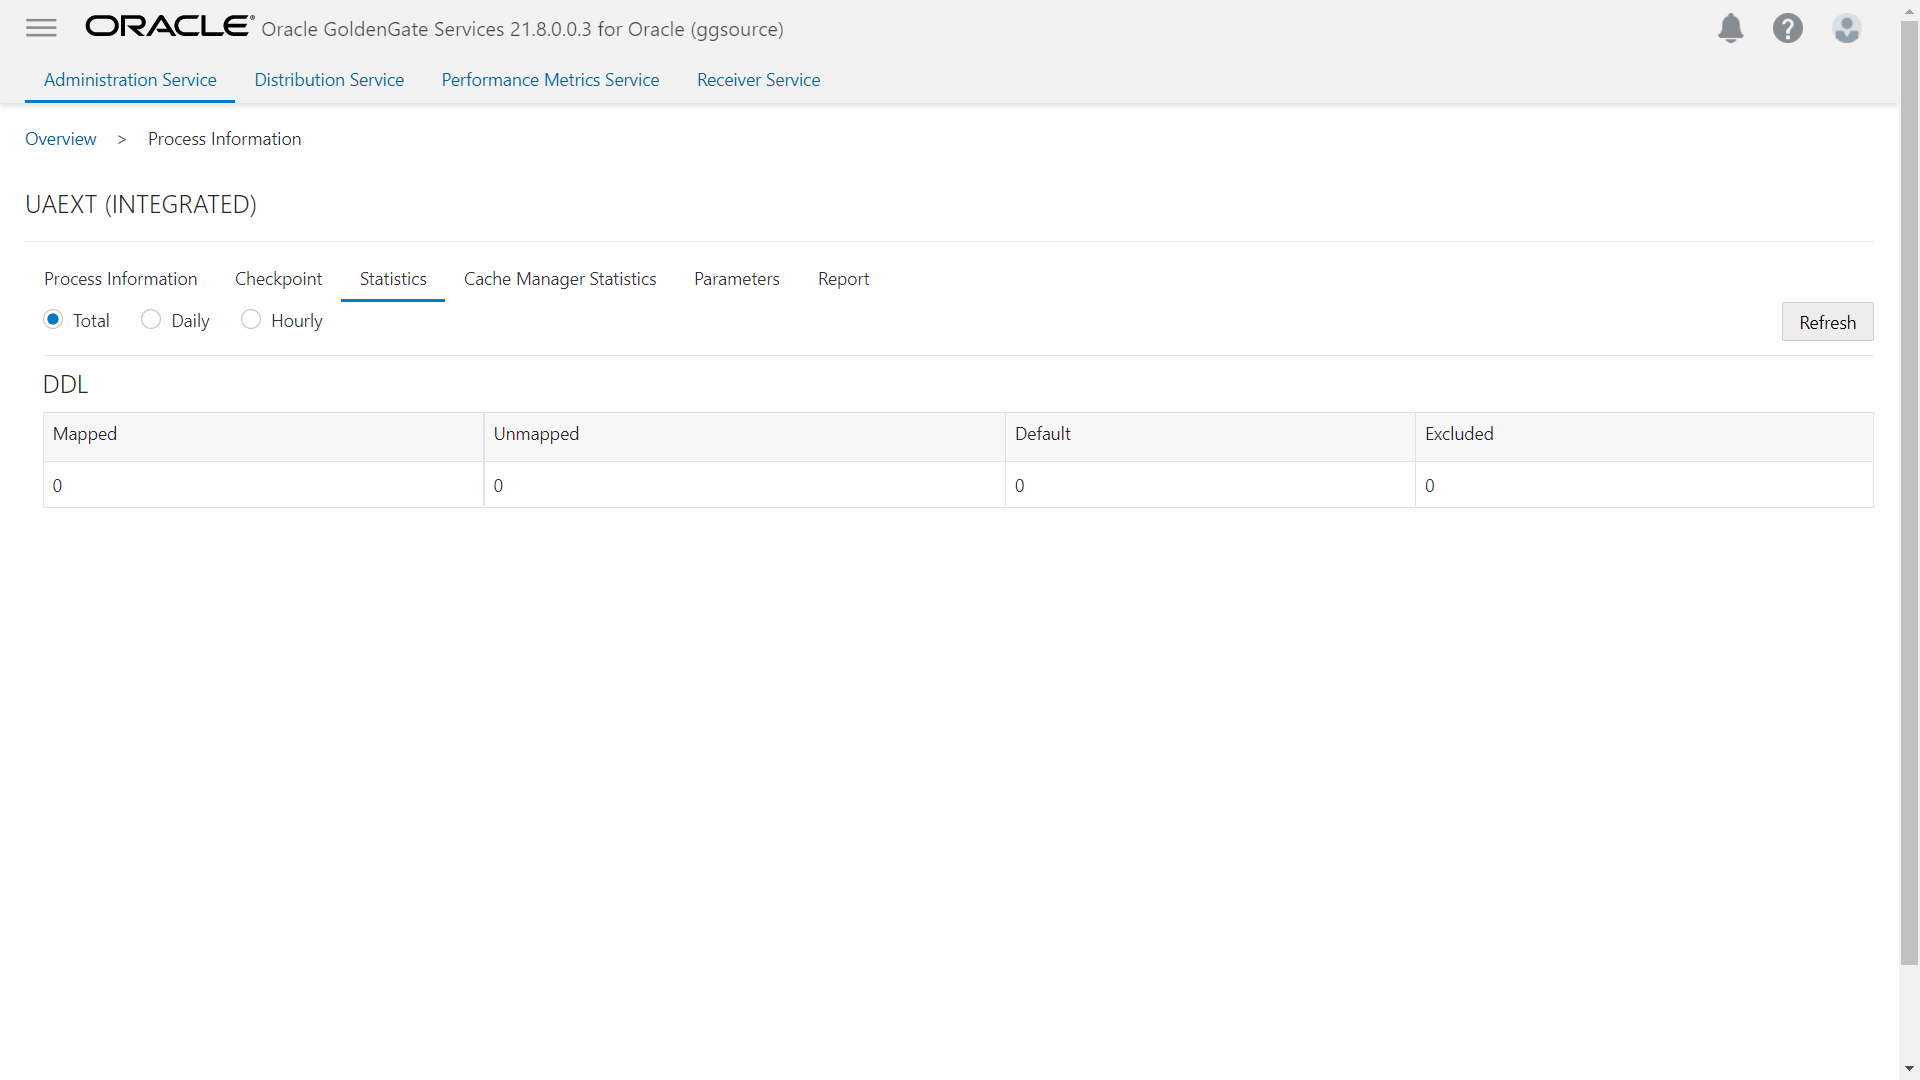 ORACLE® Oracle GoldenGate Services 21.8.0.0.3 for Oracle (ggsource)
?
Administration Service Distribution Service Performance Metrics Service Receiver Service
Overview > Process Information
UAEXT (INTEGRATED)
Process Information Checkpoint Statistics Cache Manager Statistics Parameters Report
Total Daily Hourly
Refresh
DDL
Mapped Unmapped Default Excluded
0 0 0 0